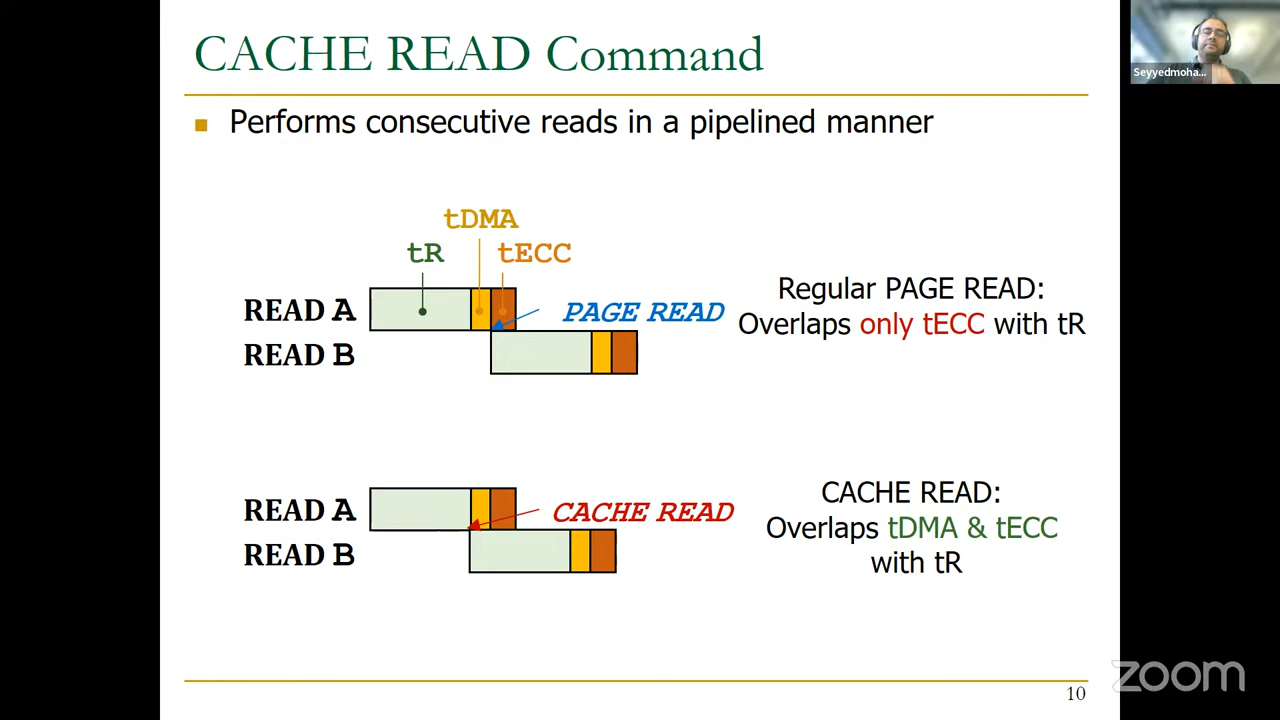 CACHE READ Command
Seyyedmoha...
Performs consecutive reads in a pipelined manner
tDMA
tR
tECC
READ A
PAGE READ
READ B
Regular PAGE READ:
Overlaps only tECC with tR
READ A
CACHE READ
READ B
CACHE READ:
Overlaps tDMA & tECC
with tR
zoom
10